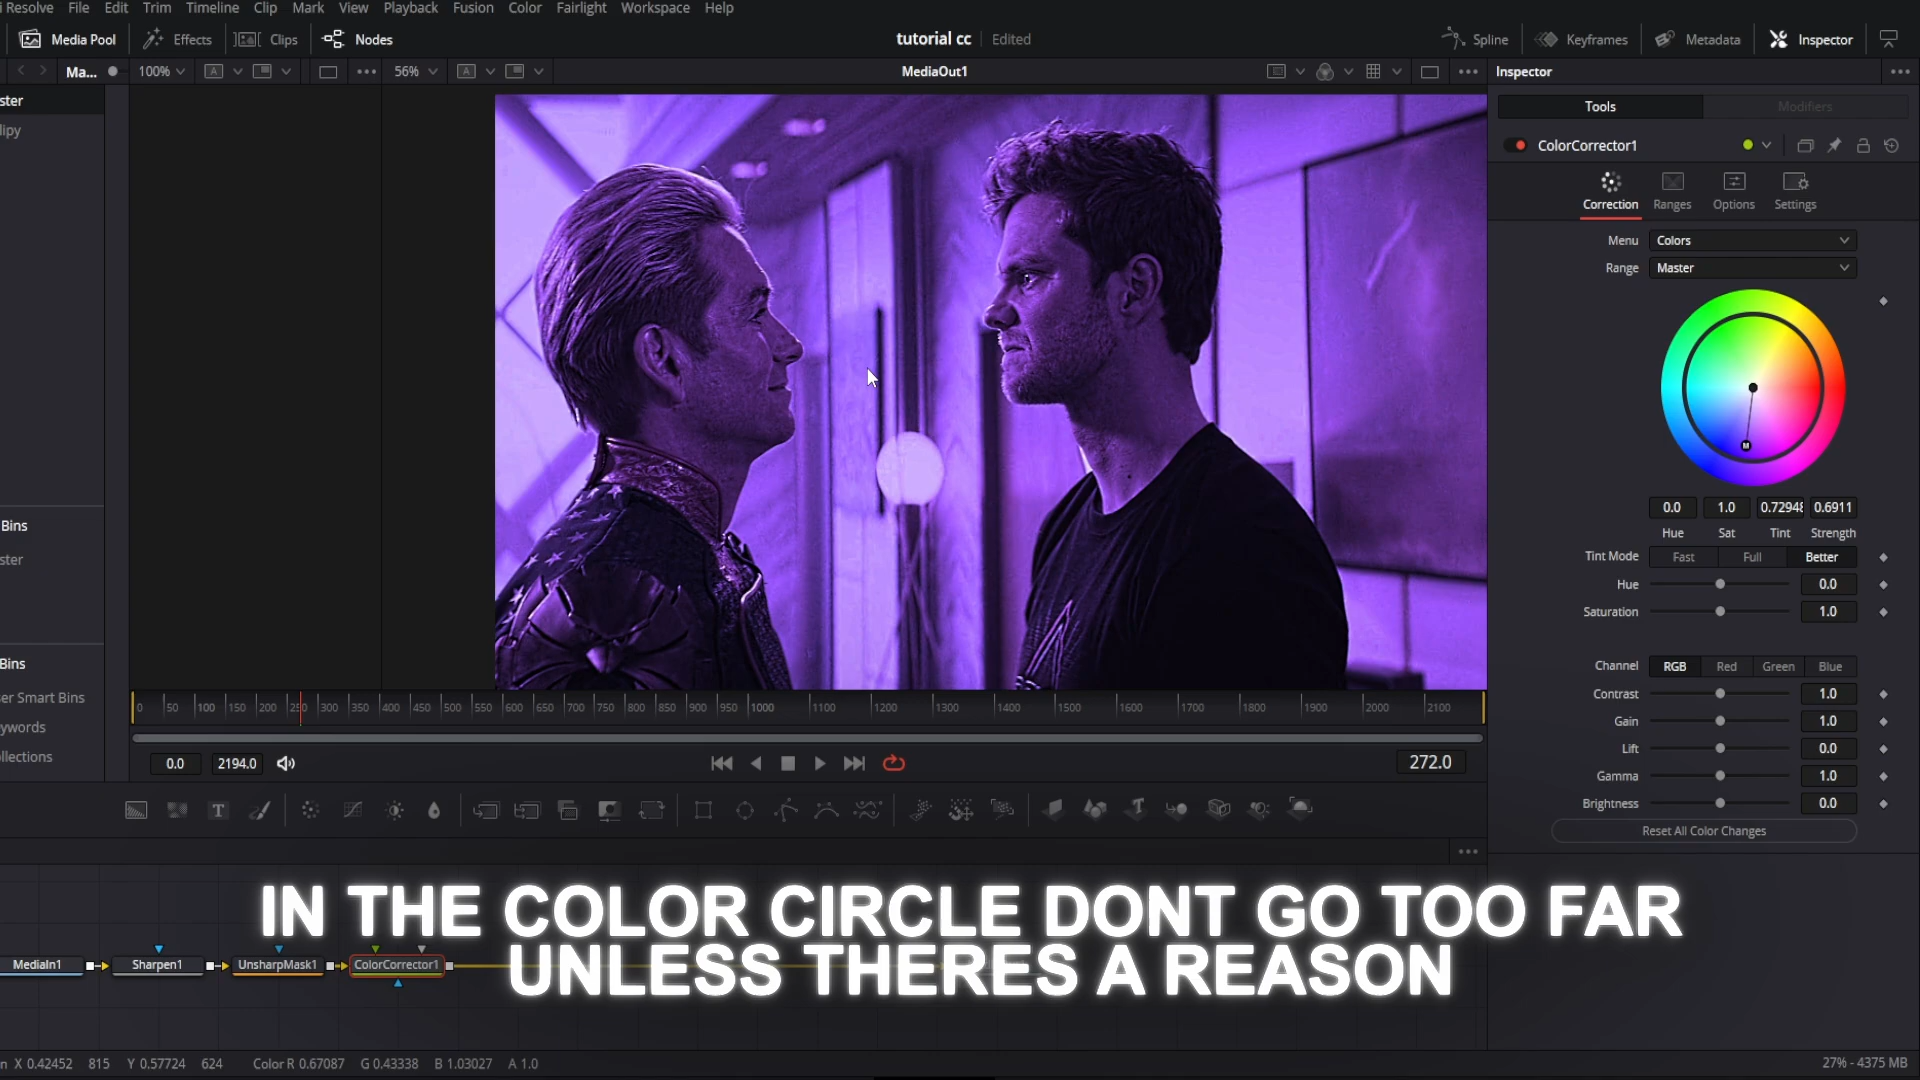 i Resolve File Edit Trim Timeline Clip Mark View Playback Fusion Color Fairlight Workspace Help
Media Pool Effects Clips Nodes tutorial cc Edited Spline Keyframes Metadata Inspector
Ma... 100% 56% MediaOut1 Inspector
ster
lipy
Bins
ster
Bins
ser Smart Bins
ywords
llections
Tools Modifiers
ColorCorrector1
Correction Ranges Options Settings
Menu Colors
Range Master
M
0.0 1.0 0.72948 0.6911
Hue Sat Tint Strength
Tint Mode Fast Full Better
Hue 0.0
Saturation 1.0
Channel RGB Red Green Blue
Contrast 1.0
Gain 1.0
Lift 0.0
Gamma 1.0
Brightness 0.0
Reset All Color Changes
0 50 100 150 200 250 300 350 400 450 500 550 600 650 700 750 800 850 900 950 1000 1100 1200 1300 1400 1500 1600 1700 1800 1900 2000 2100
0.0 2194.0 272.0
IN THE COLOR CIRCLE DONT GO TOO FAR
UNLESS THERES A REASON
MediaIn1 Sharpen1 UnsharpMask1 ColorCorrector1
n X 0.42452 815 Y 0.57724 624 Color R 0.67087 G 0.43338 B 1.03027 A 1.0 27% - 4375 MB